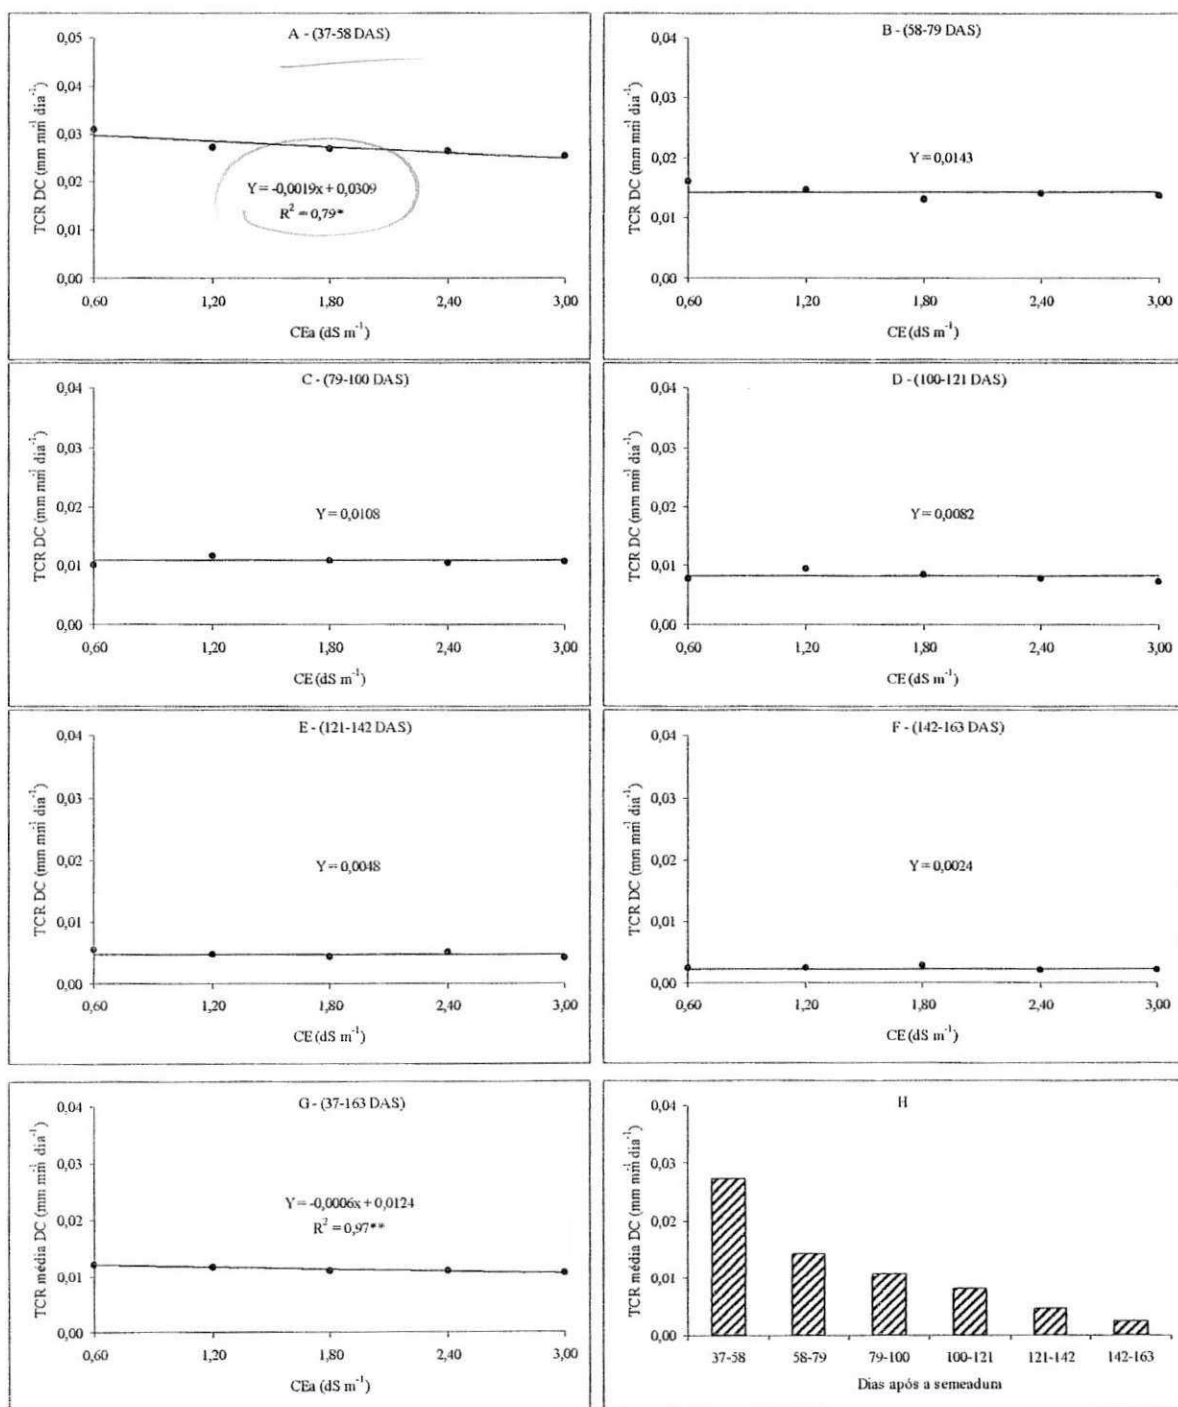 A - (37-58 DAS)
TCR DC (mm mm⁻¹ dia⁻¹)
0,05
0,04
0,03
0,02
0,01
0,00
Y = -0,0019x + 0,0309
R² = 0,79*
0,60 1,20 1,80 2,40 3,00
CEa (dS m⁻¹)
B - (58-79 DAS)
TCR DC (mm mm⁻¹ dia⁻¹)
0,04
0,03
0,02
0,01
0,00
Y = 0,0143
0,60 1,20 1,80 2,40 3,00
CE (dS m⁻¹)
C - (79-100 DAS)
TCR DC (mm mm⁻¹ dia⁻¹)
0,04
0,03
0,02
0,01
0,00
Y = 0,0108
0,60 1,20 1,80 2,40 3,00
CE (dS m⁻¹)
D - (100-121 DAS)
TCR DC (mm mm⁻¹ dia⁻¹)
0,04
0,03
0,02
0,01
0,00
Y = 0,0082
0,60 1,20 1,80 2,40 3,00
CE (dS m⁻¹)
E - (121-142 DAS)
TCR DC (mm mm⁻¹ dia⁻¹)
0,04
0,03
0,02
0,01
0,00
Y = 0,0048
0,60 1,20 1,80 2,40 3,00
CE (dS m⁻¹)
F - (142-163 DAS)
TCR DC (mm mm⁻¹ dia⁻¹)
0,04
0,03
0,02
0,01
0,00
Y = 0,0024
0,60 1,20 1,80 2,40 3,00
CE (dS m⁻¹)
G - (37-163 DAS)
TCR média DC (mm mm⁻¹ dia⁻¹)
0,04
0,03
0,02
0,01
0,00
Y = -0,0006x + 0,0124
R² = 0,97**
0,60 1,20 1,80 2,40 3,00
CEa (dS m⁻¹)
H
TCR média DC (mm mm⁻¹ dia⁻¹)
0,04
0,03
0,02
0,01
0,00
37-58 58-79 79-100 100-121 121-142 142-163
Dias após a semeadura